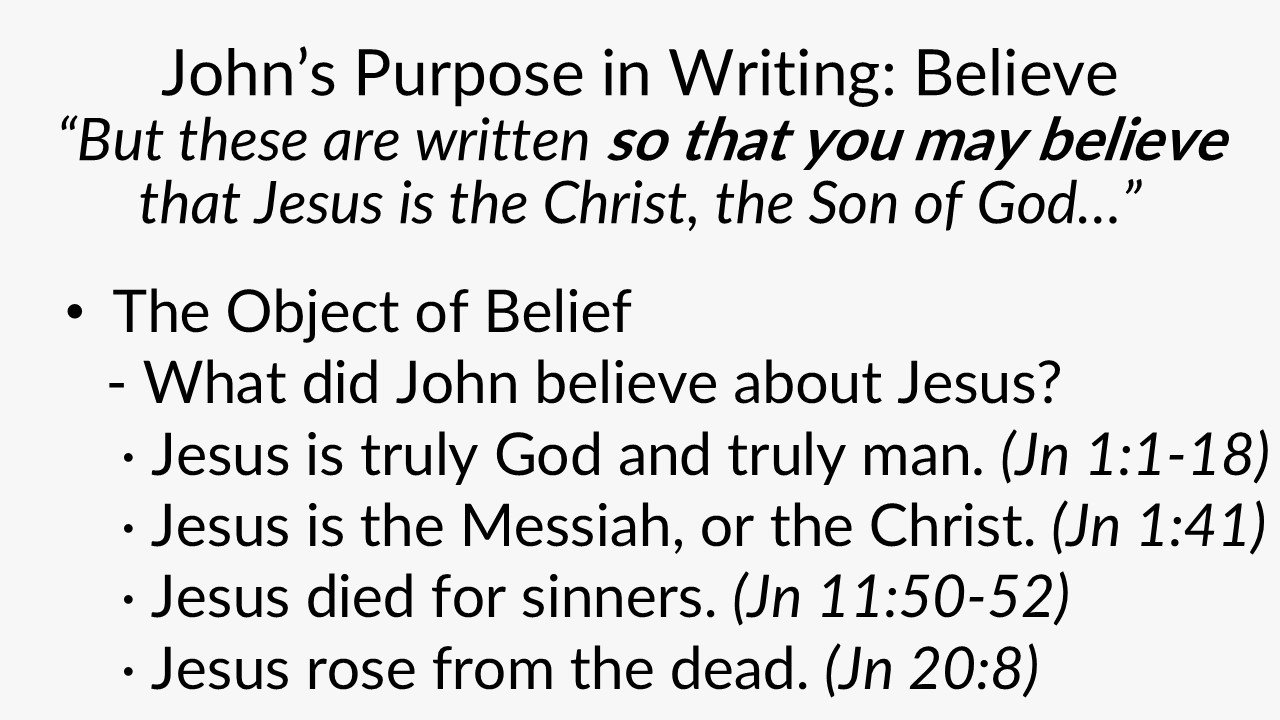 John’s Purpose in Writing: Believe
“But these are written so that you may believe
that Jesus is the Christ, the Son of God…”
• The Object of Belief
- What did John believe about Jesus?
· Jesus is truly God and truly man. (Jn 1:1-18)
· Jesus is the Messiah, or the Christ. (Jn 1:41)
· Jesus died for sinners. (Jn 11:50-52)
· Jesus rose from the dead. (Jn 20:8)